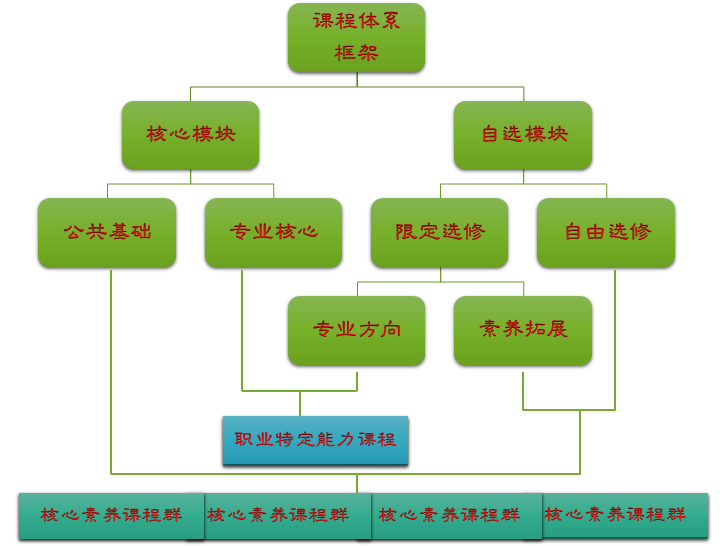 课程体系
框架
核心模块
自选模块
公共基础
专业核心
限定选修
自由选修
专业方向
素养拓展
职业特定能力课程
核心素养课程群
核心素养课程群
核心素养课程群
核心素养课程群